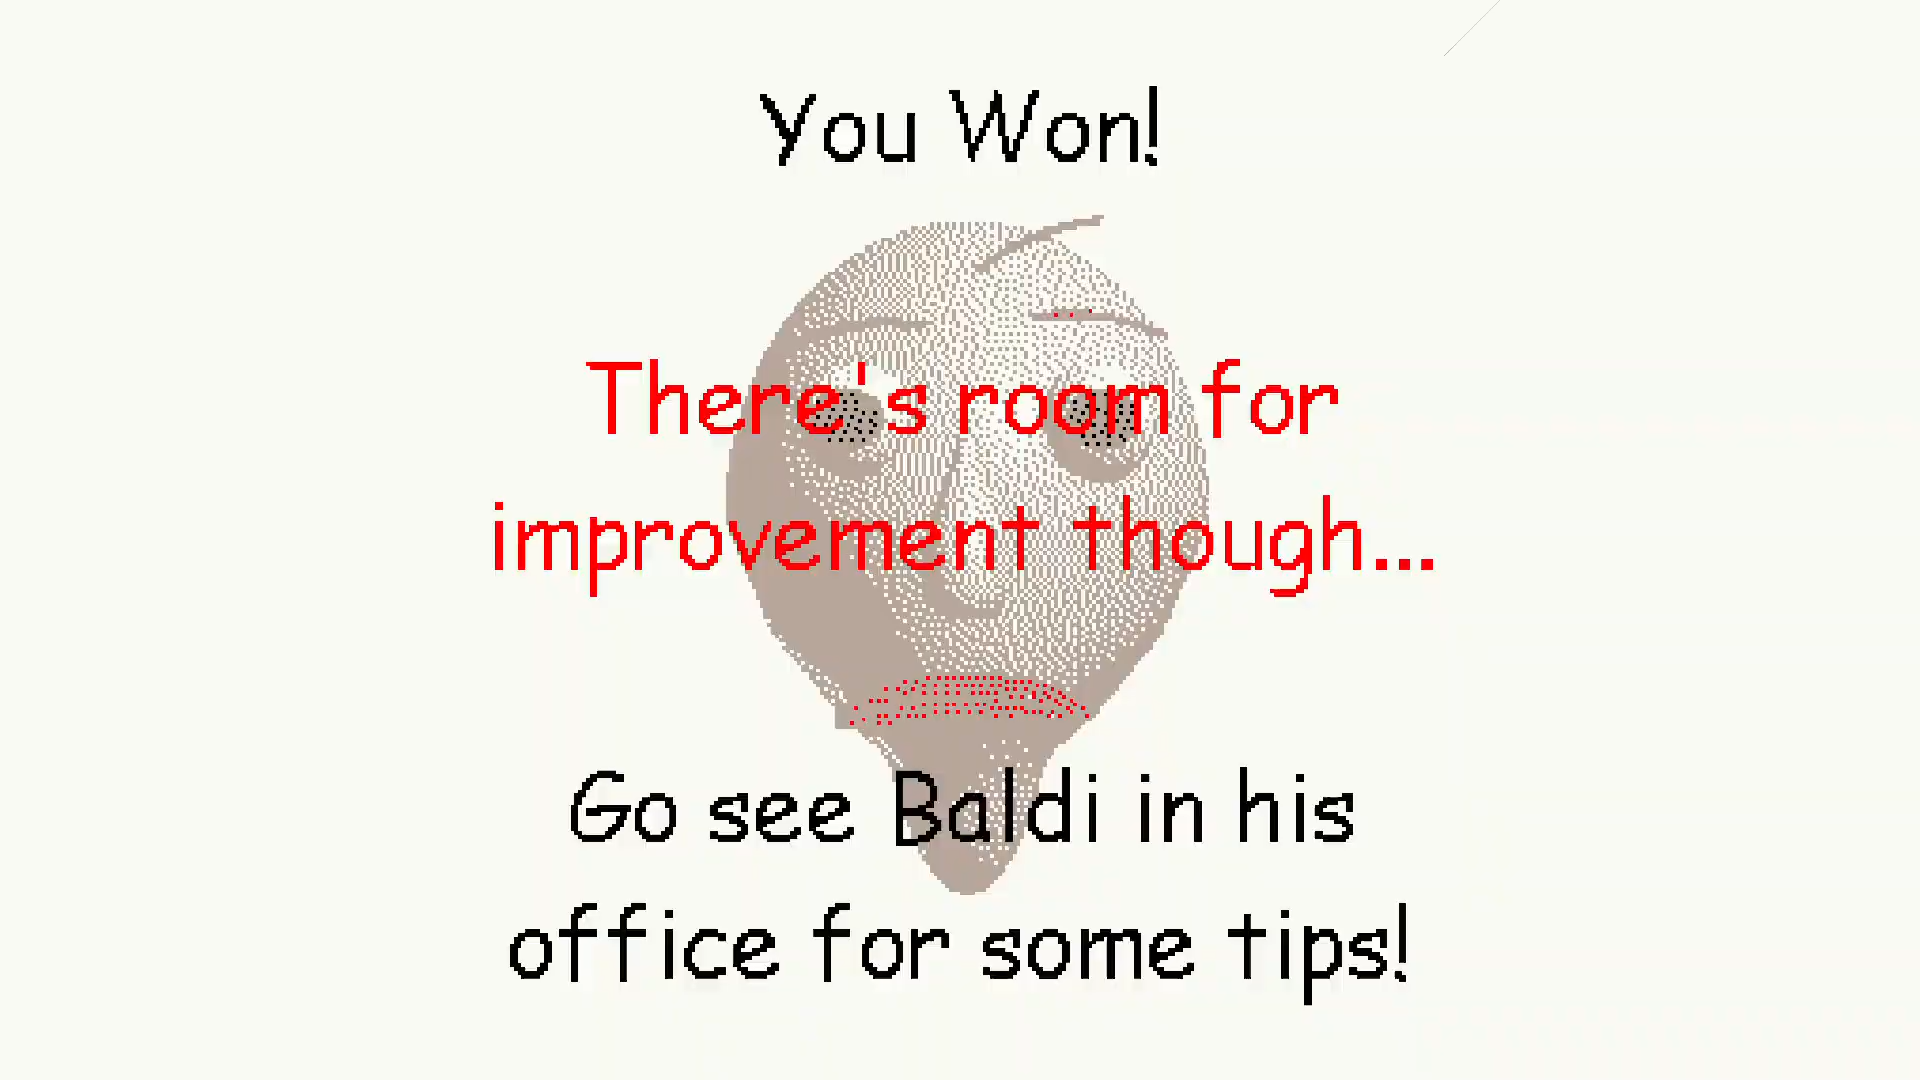 You Won!
There's room for
improvement though...
Go see Baldi in his
office for some tips!